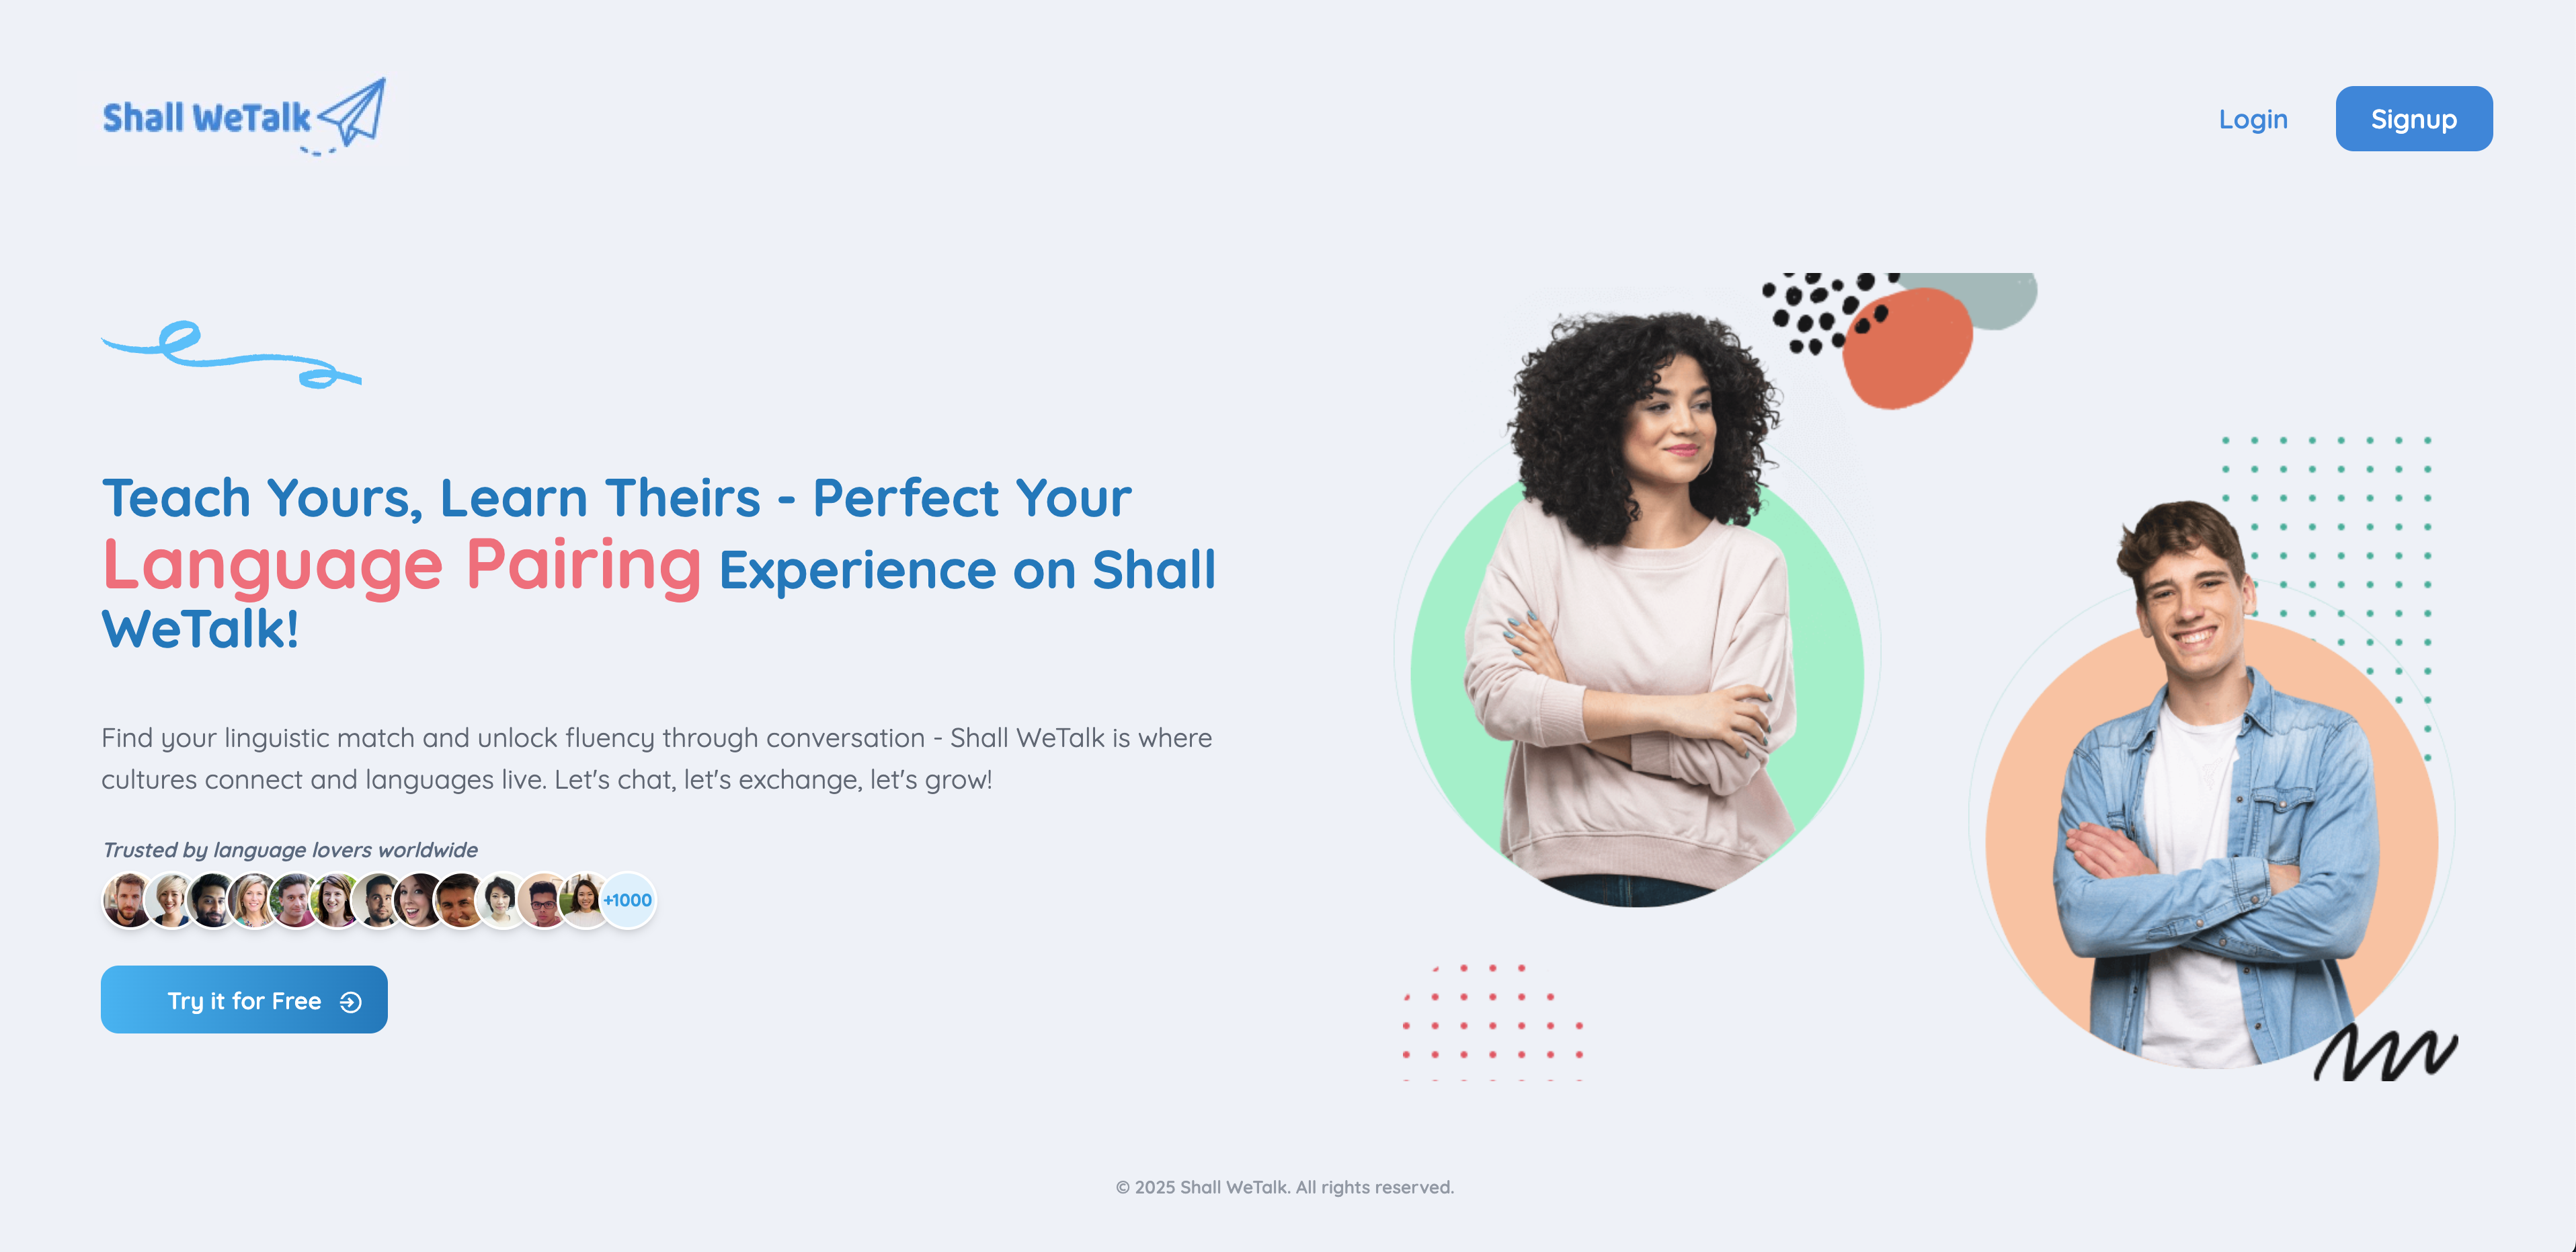 Shall WeTalk
Login
Signup
Teach Yours, Learn Theirs - Perfect Your
Language Pairing Experience on Shall
WeTalk!
Find your linguistic match and unlock fluency through conversation - Shall WeTalk is where
cultures connect and languages live. Let's chat, let's exchange, let's grow!
Trusted by language lovers worldwide
+1000
Try it for Free
© 2025 Shall WeTalk. All rights reserved.